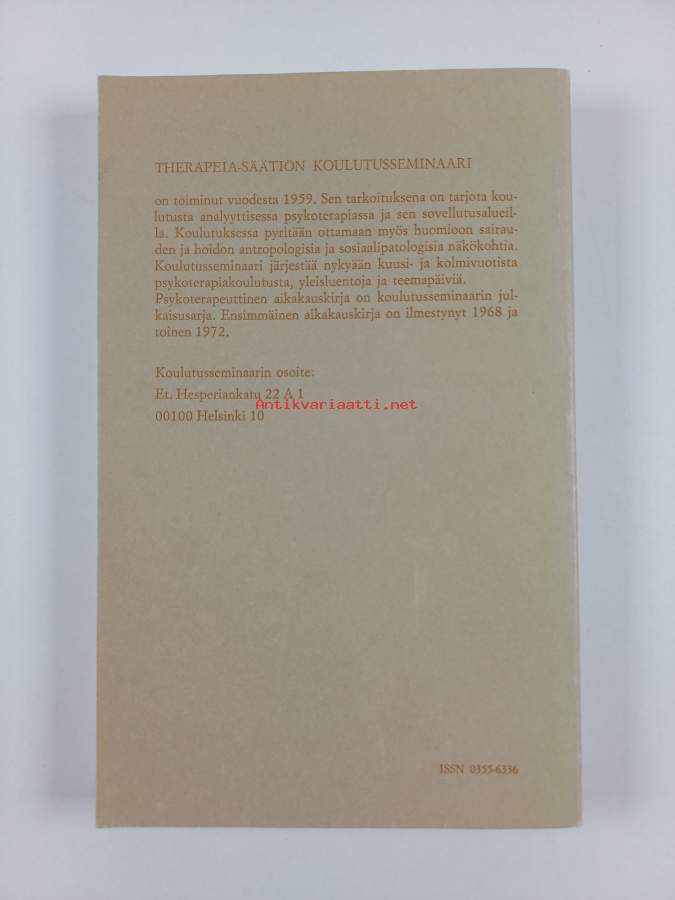 THERAPEIA-SÄÄTIÖN KOULUTUSSEMINAARI
on toiminut vuodesta 1959. Sen tarkoituksena on tarjota kou-
lutusta analyyttisessa psykoterapiassa ja sen sovellutusalueil-
la. Koulutuksessa pyritään ottamaan myös huomioon sairau-
den ja hoidon antropologisia ja sosiaalipatologisia näkökohtia.
Koulutusseminaari järjestää nykyään kuusi- ja kolmivuotista
psykoterapiakoulutusta, yleisluentoja ja teemapäiviä.
Psykoterapeuttinen aikakauskirja on koulutusseminaarin jul-
kaisusarja. Ensimmäinen aikakauskirja on ilmestynyt 1968 ja
toinen 1972.
Koulutusseminaarin osoite:
Et. Hesperiankatu 22 A 1
Antikvariaatti.net
00100 Helsinki 10
ISSN 0355-6336